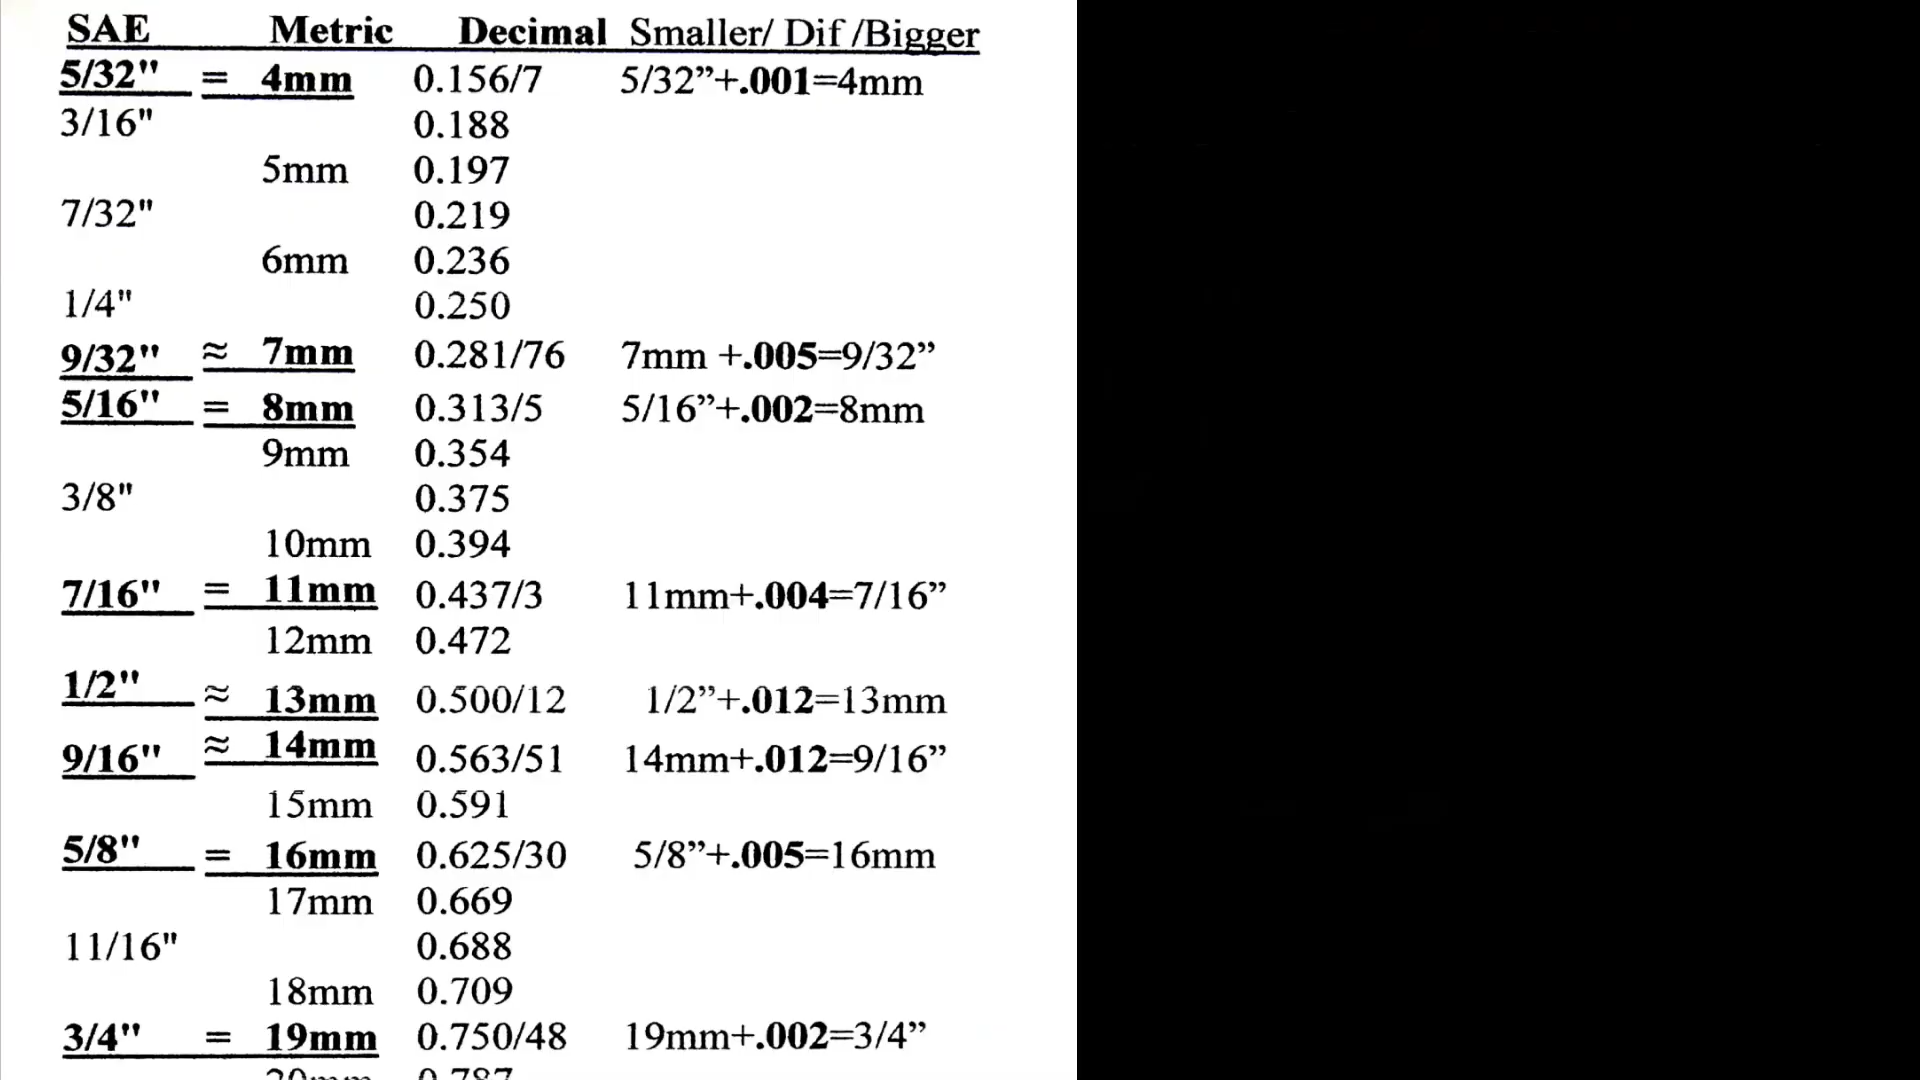 SAE Metric Decimal Smaller/ Dif /Bigger
5/32" = 4mm 0.156/7 5/32”+.001=4mm
3/16" 0.188
5mm 0.197
7/32" 0.219
6mm 0.236
1/4" 0.250
9/32" ≈ 7mm 0.281/76 7mm +.005=9/32”
5/16" = 8mm 0.313/5 5/16”+.002=8mm
9mm 0.354
3/8" 0.375
10mm 0.394
7/16" = 11mm 0.437/3 11mm+.004=7/16”
12mm 0.472
1/2" ≈ 13mm 0.500/12 1/2”+.012=13mm
9/16" ≈ 14mm 0.563/51 14mm+.012=9/16”
15mm 0.591
5/8" = 16mm 0.625/30 5/8”+.005=16mm
17mm 0.669
11/16" 0.688
18mm 0.709
3/4" = 19mm 0.750/48 19mm+.002=3/4”
20mm 0.787